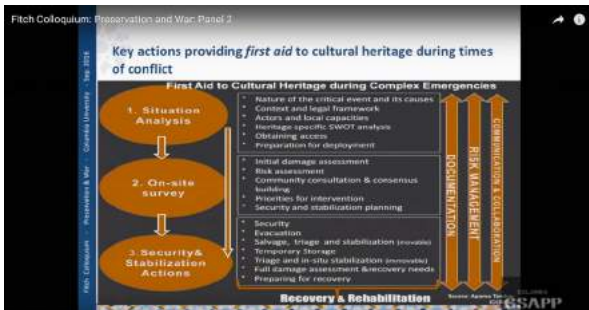 Fitch Colloquium: Preservation and War: Panel 2
Key actions providing first aid to cultural heritage during times
of conflict
First Aid to Cultural Heritage during Complex Emergencies
1. Situation
Analysis
• Nature of the critical event and its causes
• Context and legal framework
• Actors and local capacities
• Heritage specific SWOT analysis
• Obtaining access
• Preparation for deployment
2. On-site
survey
• Initial damage assessment
• Risk assessment
• Community consultation & consensus
building
• Priorities for intervention
• Security and stabilization planning
3.Security&
Stabilization
Actions
• Security
• Evacuation
• Salvage, triage and stabilization (movable)
• Temporary Storage
• Triage and in-situ stabilization (immovable)
• Full damage assessment &recovery needs
• Preparing for recovery
DOCUMENTATION
RISK MANAGEMENT
COMMUNICATION & COLLABORATION
Recovery & Rehabilitation
Source: Aparna
GSAPP
Fitch Colloquium - Preservation & War - Columbia University - Sep. 2016